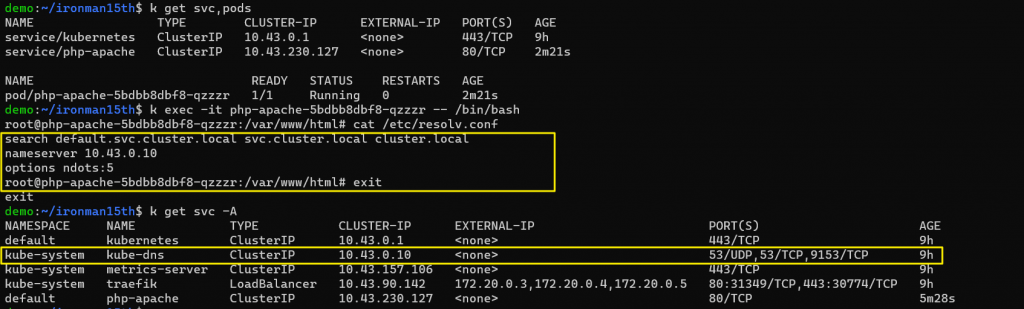 demo:~/ironman15th$ k get svc,pods
NAME TYPE CLUSTER-IP EXTERNAL-IP PORT(S) AGE
service/kubernetes ClusterIP 10.43.0.1 <none> 443/TCP 9h
service/php-apache ClusterIP 10.43.230.127 <none> 80/TCP 2m21s
NAME READY STATUS RESTARTS AGE
pod/php-apache-5bdbb8dbf8-qzzzr 1/1 Running 0 2m21s
demo:~/ironman15th$ k exec -it php-apache-5bdbb8dbf8-qzzzr -- /bin/bash
root@php-apache-5bdbb8dbf8-qzzzr:/var/www/html# cat /etc/resolv.conf
search default.svc.cluster.local svc.cluster.local cluster.local
nameserver 10.43.0.10
options ndots:5
root@php-apache-5bdbb8dbf8-qzzzr:/var/www/html# exit
exit
demo:~/ironman15th$ k get svc -A
NAMESPACE NAME TYPE CLUSTER-IP EXTERNAL-IP PORT(S) AGE
default kubernetes ClusterIP 10.43.0.1 <none> 443/TCP 9h
kube-system kube-dns ClusterIP 10.43.0.10 <none> 53/UDP,53/TCP,9153/TCP 9h
kube-system metrics-server ClusterIP 10.43.157.106 <none> 443/TCP 9h
kube-system traefik LoadBalancer 10.43.90.142 172.20.0.3,172.20.0.4,172.20.0.5 80:31349/TCP,443:30774/TCP 9h
default php-apache ClusterIP 10.43.230.127 <none> 80/TCP 5m28s